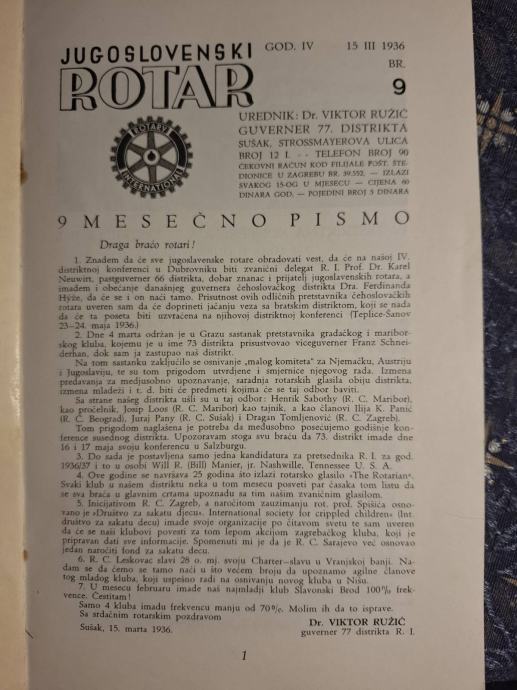 JUGOSLOVENSKI
ROTAR
GOD. IV 15 III 1936
BR.
9
ROTARY
INTERNATIONAL
UREDNIK: Dr. VIKTOR RUŽIĆ
GUVERNER 77. DISTRIKTA
SUŠAK, STROSSMAYEROVA ULICA
BROJ 12 I. - - TELEFON BROJ 90
ČEKOVNI RAČUN KOD FILIJALE POŠT. ŠTE-
DIONICE U ZAGREBU BR. 39.552. — IZLAZI
SVAKOG 15-OG U MJESECU — CIJENA 60
DINARA GOD. — POJEDINI BROJ 5 DINARA
9 MESEČNO PISMO
Draga braćo rotari!
1. Znadem da će sve jugoslavenske rotare obradovati vest, da će na našoj IV.
distriktnoj konferenci u Dubrovniku biti zvanični delegat R. I. Prof. Dr. Karel
Neuwirt, pastguverner 66 distrikta, dobar znanac i prijatelj jugoslavenskih rotara, a
imadem i obećanje današnjeg guvernera čehoslovačkog distrikta Dra. Ferdinanda
Hýže, da će se i on naći tamo. Prisutnost ovih odličnih pretstavnika čehoslovačkih
rotara uveren sam da će doprineti jačanju veza sa bratskim distriktom, koji se nada
da će ta poseta biti uzvraćena na njihovoj distriktnoj konferenci (Teplice-Šanov
23—24. maja 1936.)
2. Dne 4 marta održan je u Grazu sastanak pretstavnika gradačkog i maribor-
skog kluba, kojemu je u ime 73 distrikta prisustvovao viceguverner Franz Schnei-
derhan, dok sam ja zastupao naš distrikt.
Na tom sastanku zaključilo se osnivanje „malog komiteta" za Njemačku, Austriju
i Jugoslaviju, te su tom prigodom utvrdjene i smjernice njegovog rada. Izmena
predavanja za medjusobno upoznavanje, saradnja rotarskih glasila obiju distrikta,
izmena mladeži i t. d. biti će predmeti kojima će se taj odbor baviti.
Sa strane našeg distrikta ušli su u taj odbor: Henrik Sabothy (R. C. Maribor),
kao pročelnik, Josip Loos (R. C. Maribor) kao tajnik, a kao članovi Ilija K. Panić
(R. C. Beograd), Juraj Pany (R. C. Sušak) i Dragan Tomljenović (R. C. Zagreb).
Tom prigodom naglašena je potreba da medusobno posecujemo godišnje kon-
ference susednog distrikta. Upozoravam stoga svu braću da 73. distrikt imade dne
16 i 17 maja svoju konferencu u Salzburgu.
3. Do sada je postavljena samo jedna kandidatura za pretsednika R. I. za god.
1936/37 i to u osobi Will R. (Bill) Manier, jr. Nashville, Tennessee U. S. A.
4. Ove godine se navršava 25 godina što izlazi rotarsko glasilo »The Rotarian«.
Svaki klub u našem distriktu neka u tom mesecu posveti par časaka tom listu da
se sva braća u glavnim crtama upoznadu sa tim našim zvaničnim glasilom.
5. Inicijativom R. C. Zagreb, a naročitom zauzimanju rot. prof. Spišića osno-
vano je »Društvo za sakatu djecu«. International society for crippled children« (Int.
društvo za sakatu decu) imade svoje organizacije po čitavom svetu te sam uveren
da će se naši klubovi povesti za tom lepom akcijom zagrebačkog kluba, koji je
pripravan dati sve informacije. Spomenuti mi je da je R. C. Sarajevo već osnovao
jedan naročiti fond za sakatu decu.
6. R. C. Leskovac slavi 28 o. mj. svoju Charter—slavu u Vranjskoj banji. Na-
dam se da ćemo se tamo naći u što većem broju da upoznamo agilne članove
tog mladog kluba, koji uspešno radi na osnivanju novog kluba u Nišu.
7. U mesecu februaru imade naš najmladji klub Slavonski Brod 100% frek-
vence. Čestitam!
Samo 4 kluba imadu frekvencu manju od 70%. Molim ih da to isprave.
Sa srdačnim rotarskim pozdravom
Sušak, 15. marta 1936.
Dr. VIKTOR RUŽIĆ
guverner 77 distrikta R. I.
1